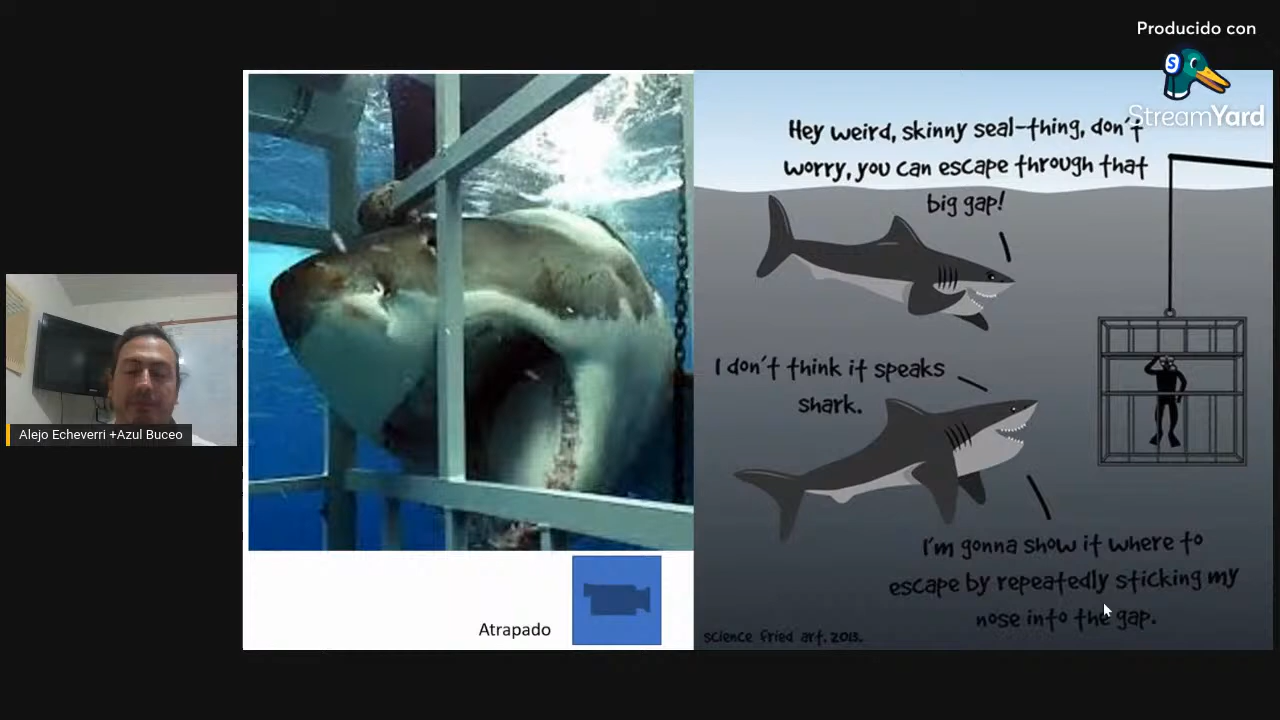 Producido con
StreamYard
Hey weird, skinny seal-thing, don't
worry, you can escape through that
big gap!
I don't think it speaks
shark.
I'm gonna show it where to
escape by repeatedly sticking my
nose into the gap.
science fried art, 2013.
Atrapado
Alejo Echeverri +Azul Buceo